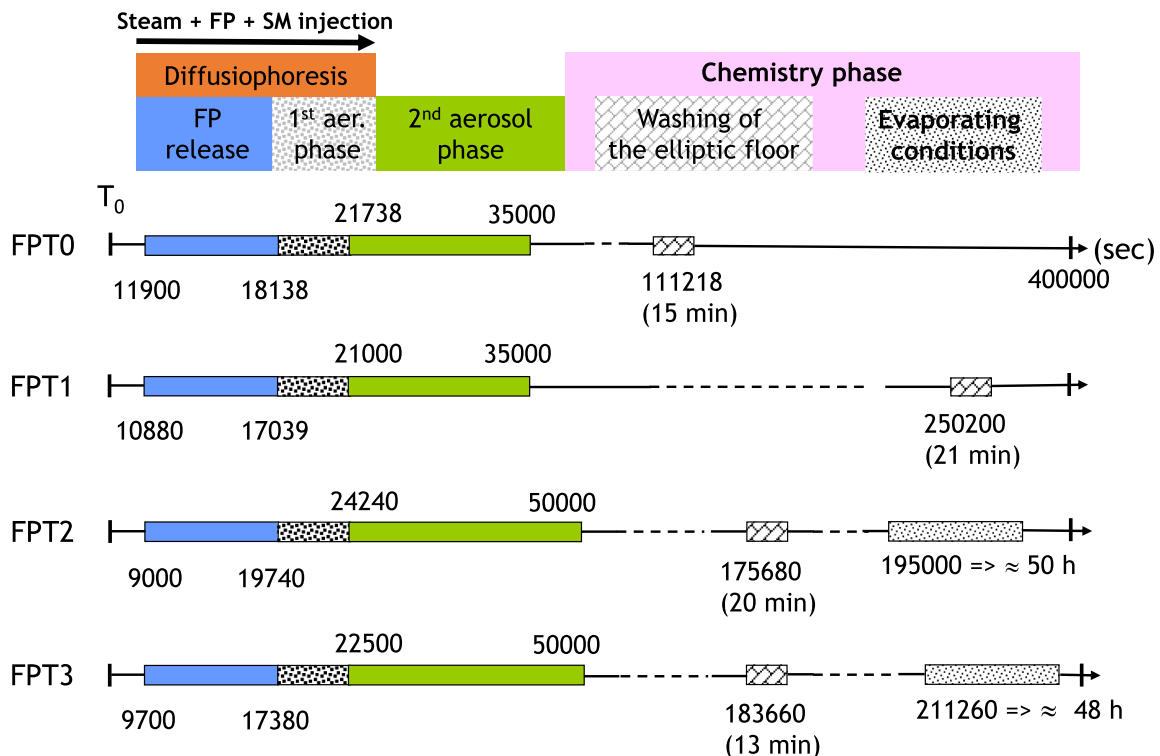 Steam + FP + SM injection
Diffusiophoresis
Chemistry phase
FP release
1st aer. phase
2nd aerosol phase
Washing of the elliptic floor
Evaporating conditions
T0
FPT0
21738
35000
(sec)
11900
18138
111218
(15 min)
400000
FPT1
21000
35000
10880
17039
250200
(21 min)
FPT2
24240
50000
9000
19740
175680
(20 min)
195000 => ≈ 50 h
FPT3
22500
50000
9700
17380
183660
(13 min)
211260 => ≈ 48 h